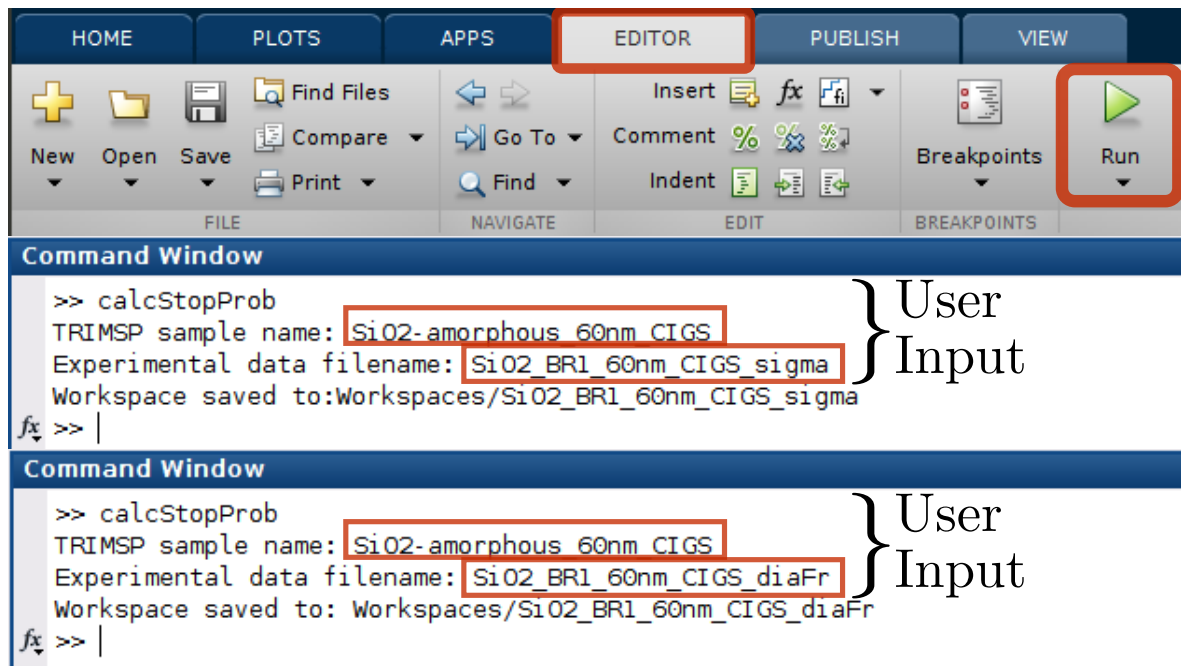 HOME PLOTS APPS EDITOR PUBLISH VIEW
Find Files Insert fx fi
Compare Go To Comment
New Open Save Breakpoints Run
Print Find Indent
FILE NAVIGATE EDIT BREAKPOINTS
Command Window
>> calcStopProb
TRIMSP sample name: SiO2-amorphous_60nm_CIGS
Experimental data filename: SiO2_BR1_60nm_CIGS_sigma
Workspace saved to:Workspaces/SiO2_BR1_60nm_CIGS_sigma
fx >>
User
Input
Command Window
>> calcStopProb
TRIMSP sample name: SiO2-amorphous_60nm_CIGS
Experimental data filename: SiO2_BR1_60nm_CIGS_diaFr
Workspace saved to: Workspaces/SiO2_BR1_60nm_CIGS_diaFr
fx >>
User
Input